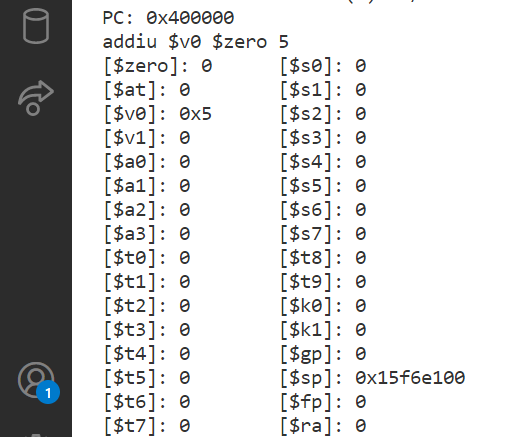 PC: 0x400000
addiu $v0 $zero 5
[$zero]: 0 [$s0]: 0
[$at]: 0 [$s1]: 0
[$v0]: 0x5 [$s2]: 0
[$v1]: 0 [$s3]: 0
[$a0]: 0 [$s4]: 0
[$a1]: 0 [$s5]: 0
[$a2]: 0 [$s6]: 0
[$a3]: 0 [$s7]: 0
[$t0]: 0 [$t8]: 0
[$t1]: 0 [$t9]: 0
[$t2]: 0 [$k0]: 0
[$t3]: 0 [$k1]: 0
[$t4]: 0 [$gp]: 0
[$t5]: 0 [$sp]: 0x15f6e100
[$t6]: 0 [$fp]: 0
[$t7]: 0 [$ra]: 0
1